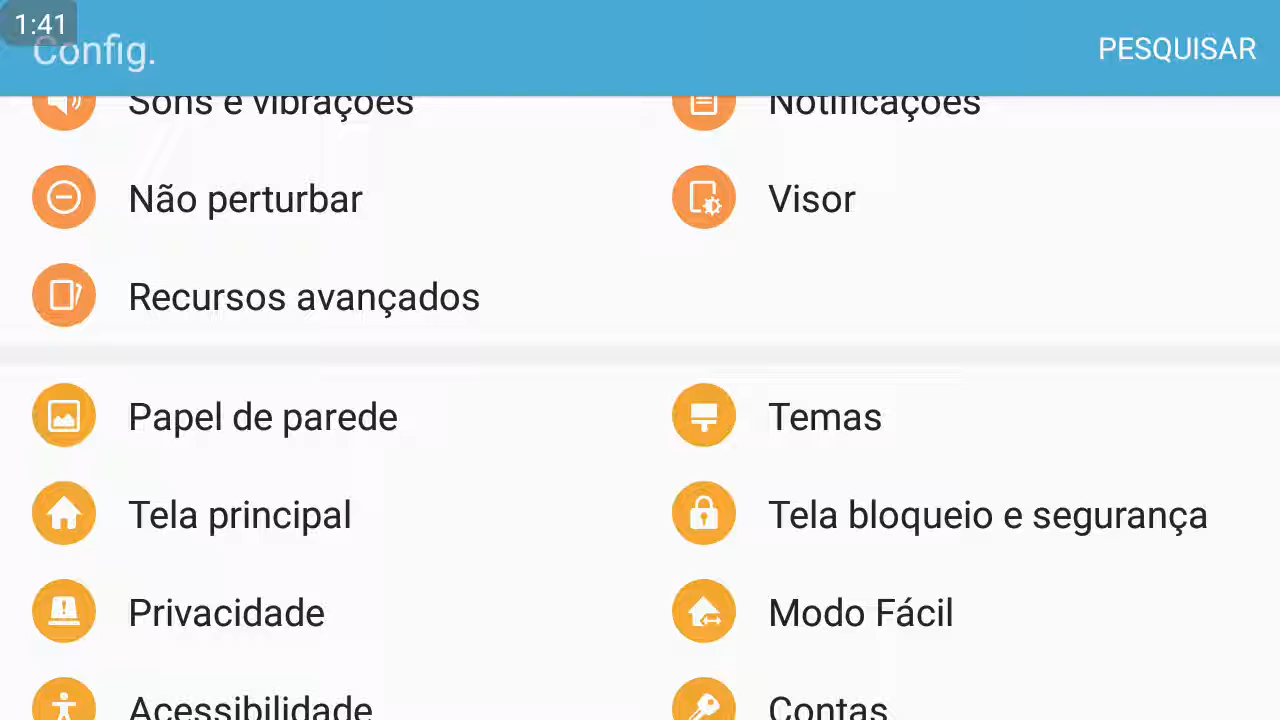 1:41
Config.
PESQUISAR
Sons e vibrações
Notificações
Não perturbar
Visor
Recursos avançados
Papel de parede
Temas
Tela principal
Tela bloqueio e segurança
Privacidade
Modo Fácil
Acessibilidade
Contas